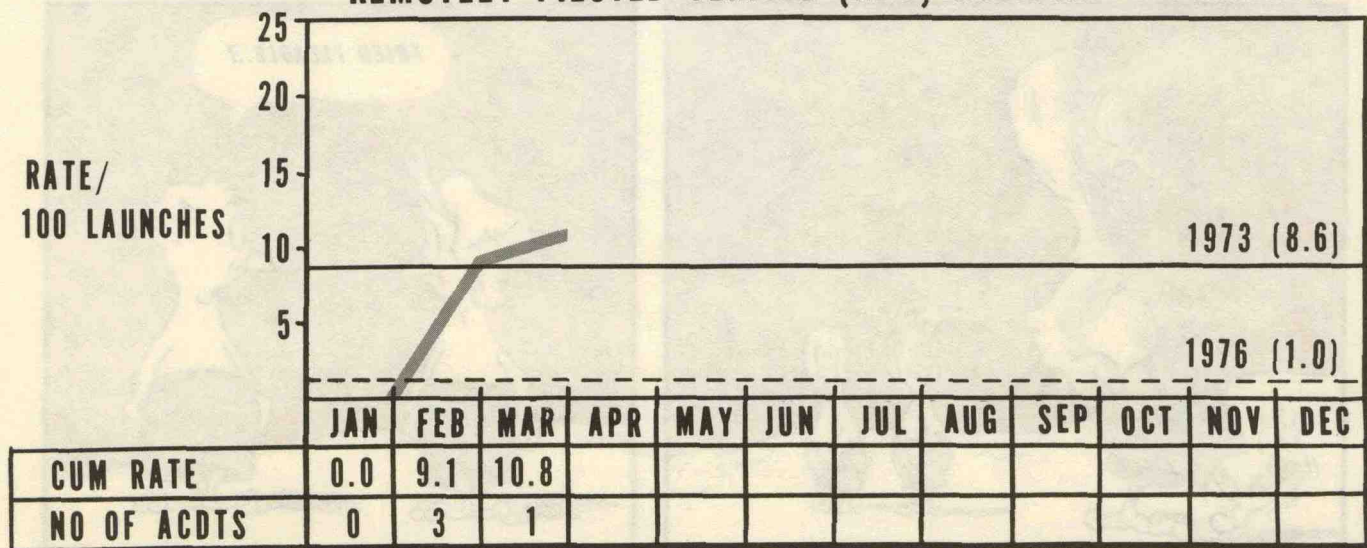 25
20
15
10
5
RATE/
100 LAUNCHES
1973 (8.6)
1976 (1.0)
JAN FEB MAR APR MAY JUN JUL AUG SEP OCT NOV DEC
CUM RATE 0.0 9.1 10.8
NO OF ACDTS 0 3 1